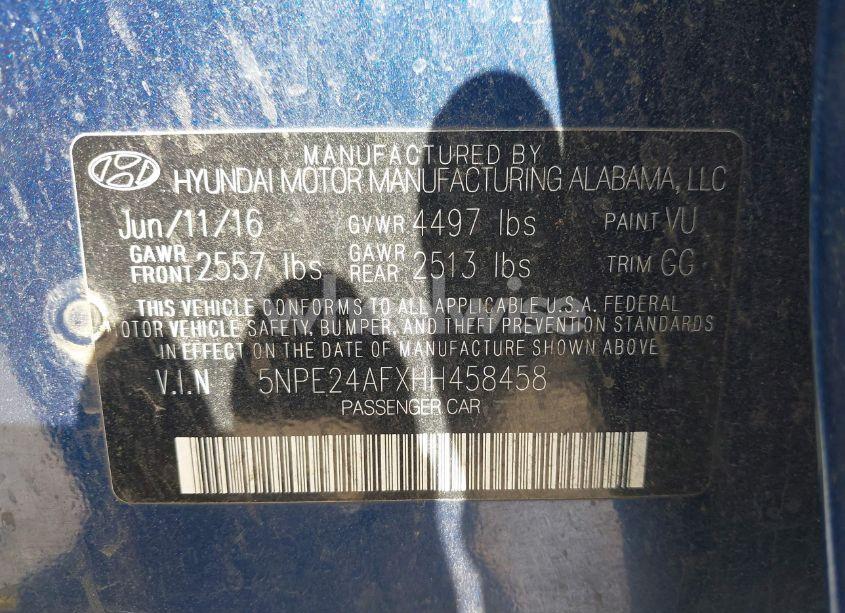 MANUFACTURED BY
HYUNDAI MOTOR MANUFACTURING ALABAMA, LLC
Jun/11/16 GVWR 4497 lbs PAINT VU
GAWR FRONT 2557 lbs GAWR REAR 2513 lbs TRIM GG
THIS VEHICLE CONFORMS TO ALL APPLICABLE U.S.A. FEDERAL
MOTOR VEHICLE SAFETY, BUMPER, AND THEFT PREVENTION STANDARDS
IN EFFECT ON THE DATE OF MANUFACTURE SHOWN ABOVE
V.I.N 5NPE24AFXHH458458
PASSENGER CAR